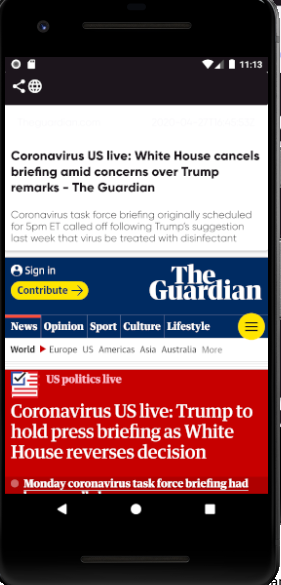 11:13
Coronavirus US live: White House cancels
briefing amid concerns over Trump
remarks - The Guardian
Coronavirus task force briefing originally scheduled
for 5pm ET called off following Trump's suggestion
last week that virus be treated with disinfectant
Sign in
Contribute
The
Guardian
News Opinion Sport Culture Lifestyle
World Europe US Americas Asia Australia More
US politics live
Coronavirus US live: Trump to
hold press briefing as White
House reverses decision
Monday coronavirus task force briefing had